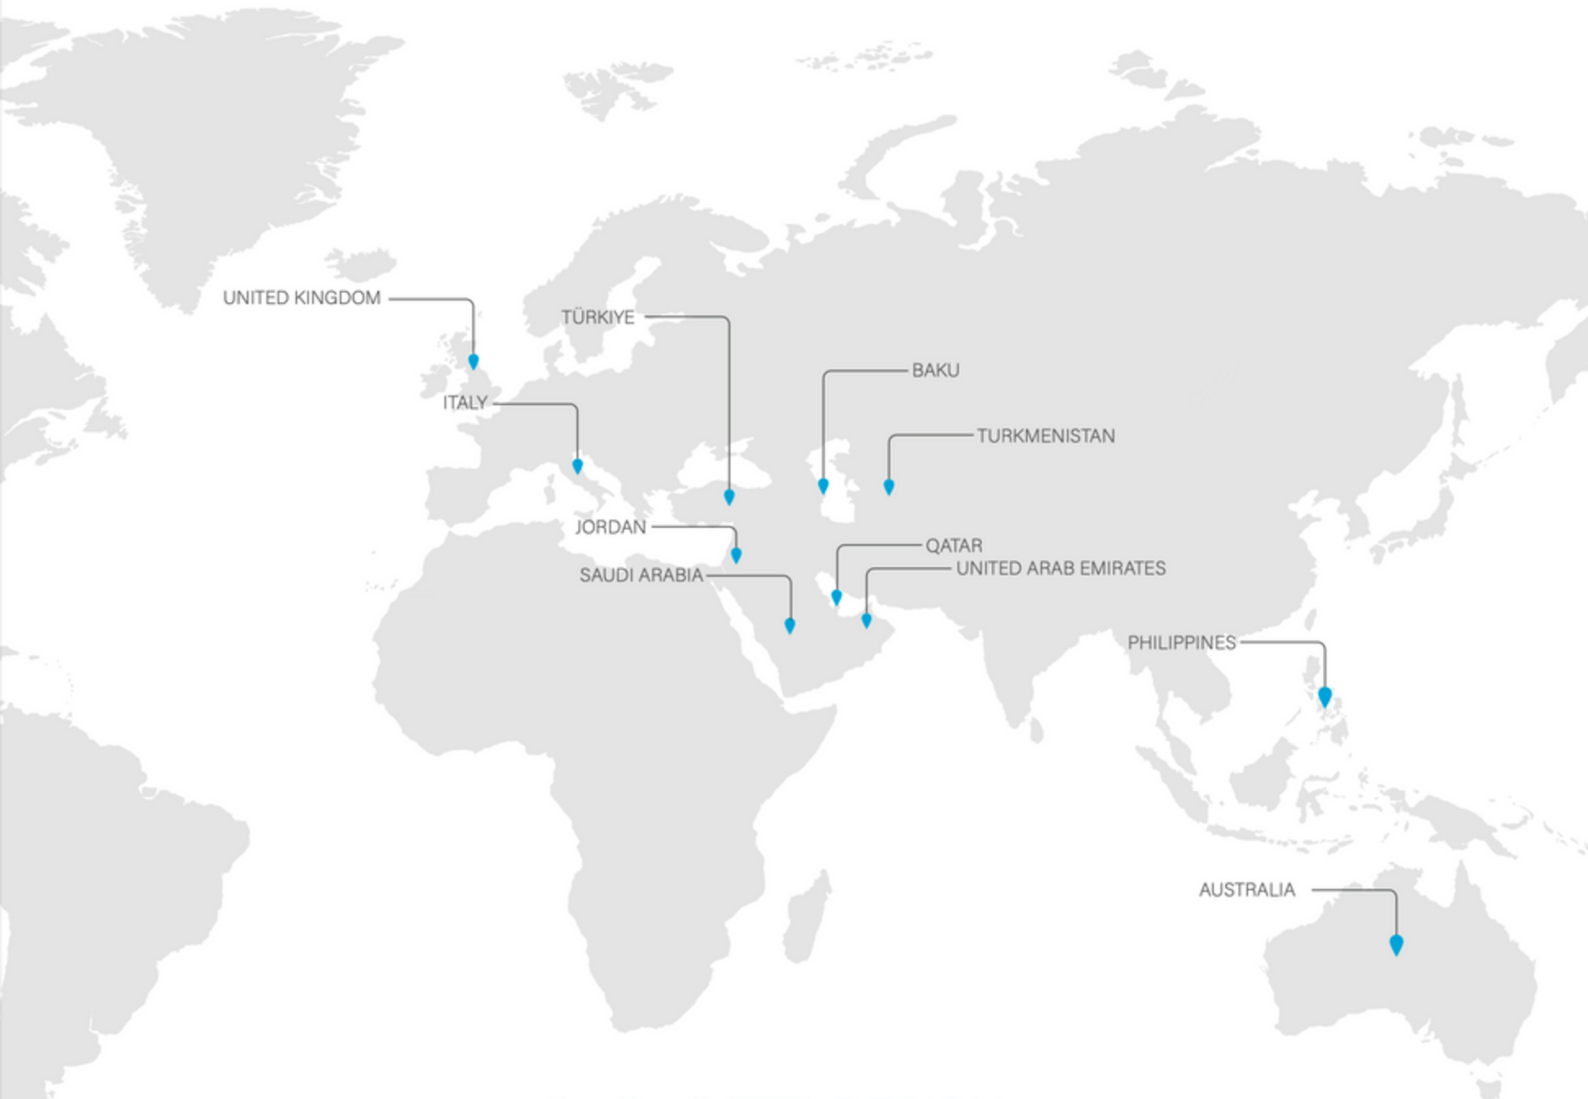 UNITED KINGDOM
TÜRKIYE
BAKU
ITALY
TURKMENISTAN
JORDAN
QATAR
UNITED ARAB EMIRATES
SAUDI ARABIA
PHILIPPINES
AUSTRALIA